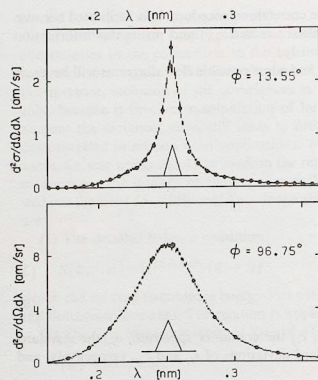 .2 λ [nm] .3
d²σ/dΩdλ [am/sr]
2
1
0
ϕ = 13.55°
d²σ/dΩdλ [am/sr]
8
4
0
ϕ = 96.75°
.2 λ [nm] .3